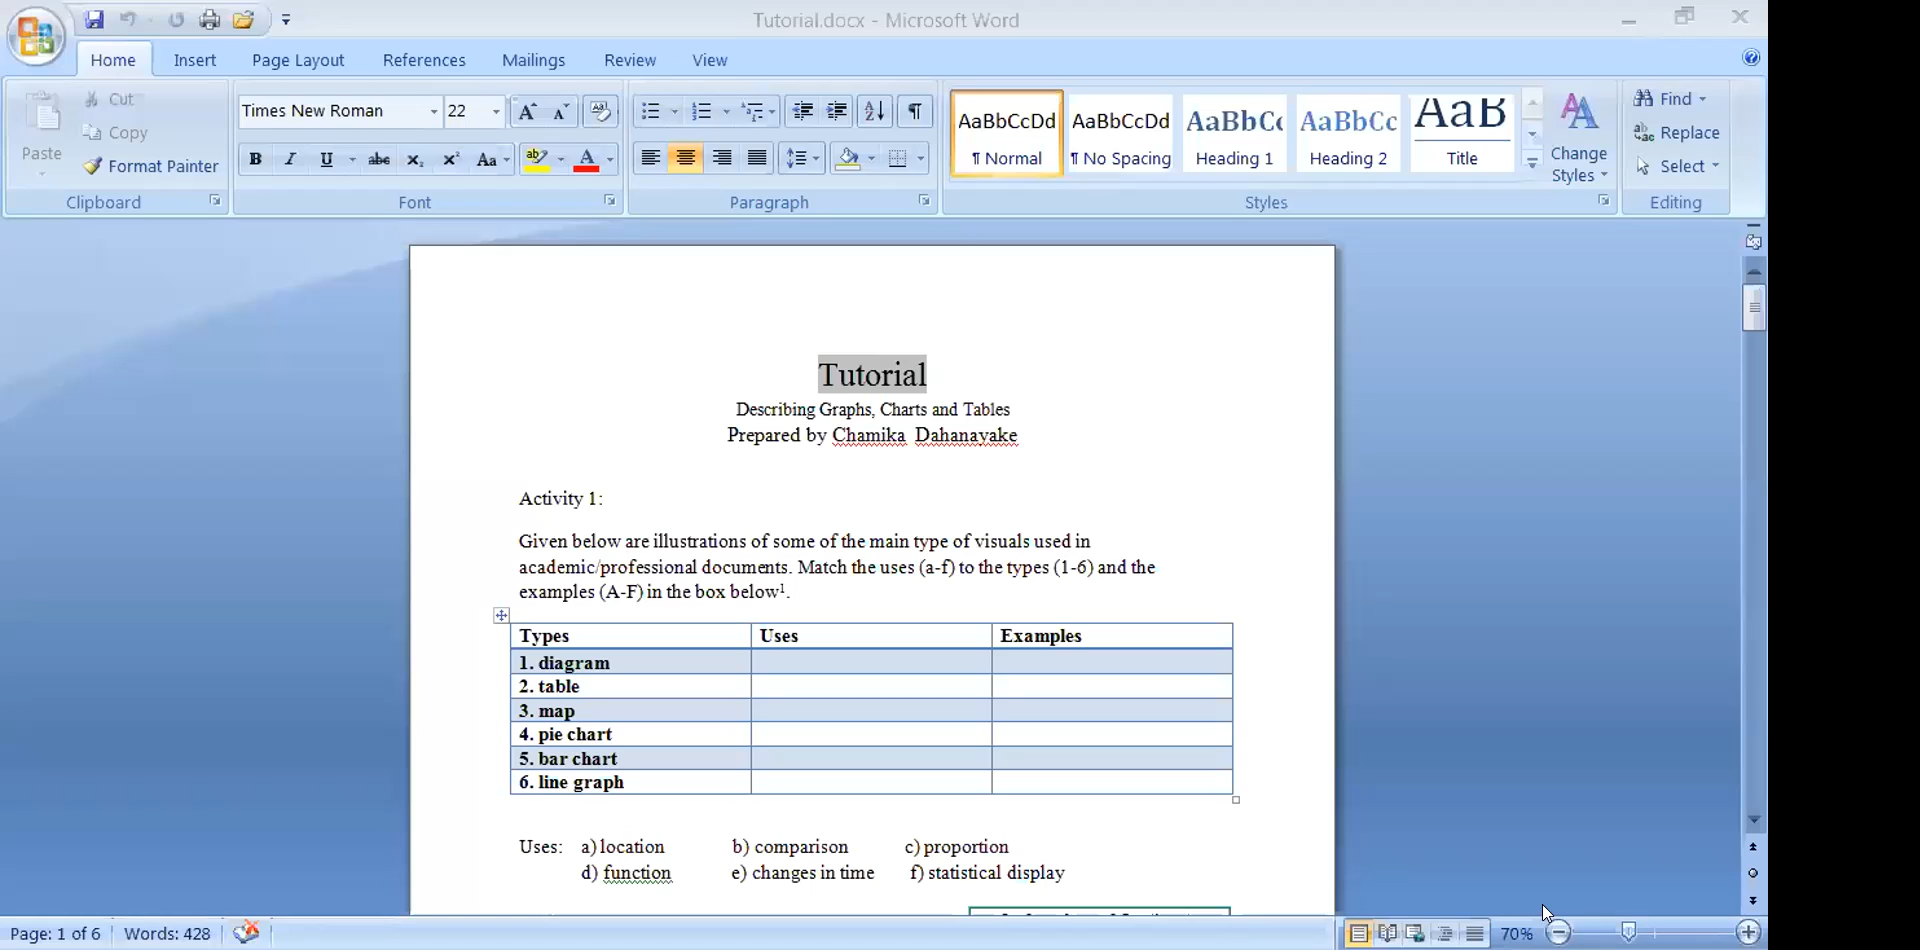 Tutorial.docx - Microsoft Word
Home Insert Page Layout References Mailings Review View
Paste
Cut
Copy
Format Painter
Clipboard
Times New Roman 22
B I U abc X₂ X² Aa A
Font
Paragraph
AaBbCcDd AaBbCcDd AaBbCc AaBbCc AaB
¶ Normal ¶ No Spacing Heading 1 Heading 2 Title
Change
Styles
Styles
Find
Replace
Select
Editing
Tutorial
Describing Graphs, Charts and Tables
Prepared by Chamika Dahanayake
Activity 1:
Given below are illustrations of some of the main type of visuals used in
academic/professional documents. Match the uses (a-f) to the types (1-6) and the
examples (A-F) in the box below¹.
Types Uses Examples
1. diagram
2. table
3. map
4. pie chart
5. bar chart
6. line graph
Uses: a) location b) comparison c) proportion
d) function e) changes in time f) statistical display
Page: 1 of 6 Words: 428 70%